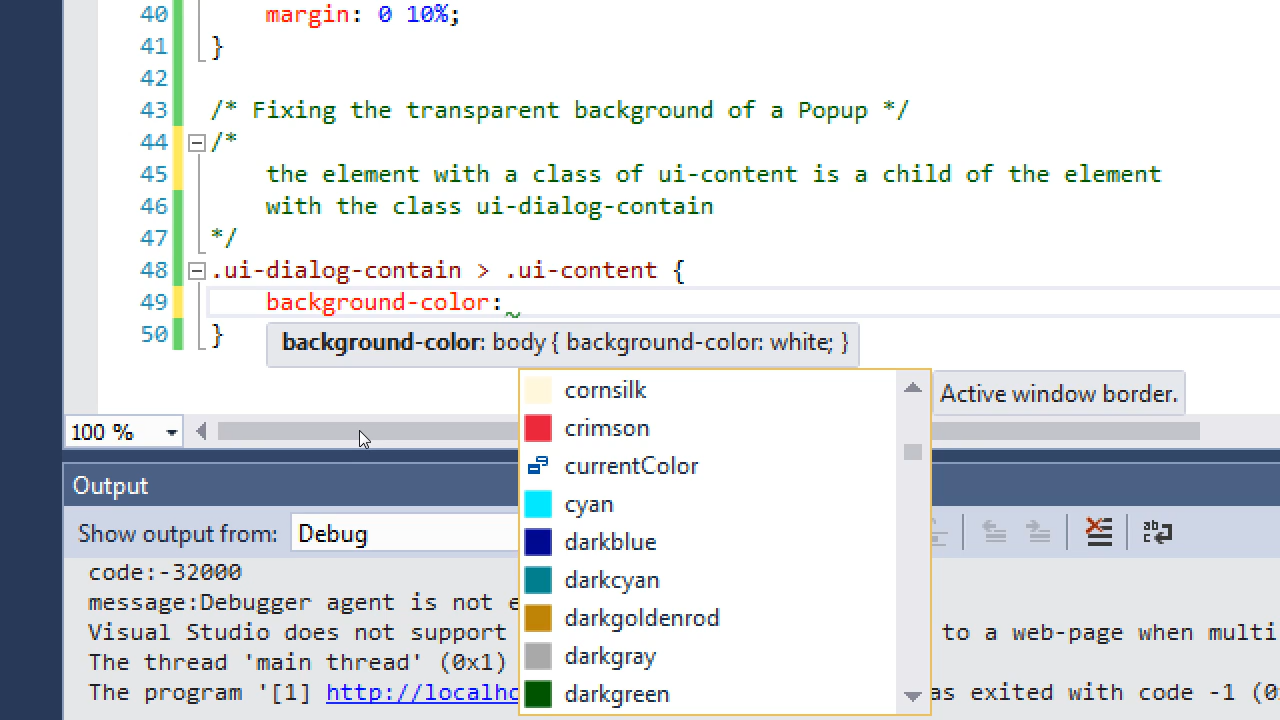 40 margin: 0 10%;
41 }
42
43 /* Fixing the transparent background of a Popup */
44 /*
45 the element with a class of ui-content is a child of the element
46 with the class ui-dialog-contain
47 */
48 .ui-dialog-contain > .ui-content {
49 background-color:
50 }
background-color: body { background-color: white; }
cornsilk
Active window border.
crimson
currentColor
cyan
darkblue
darkcyan
darkgoldenrod
darkgray
darkgreen
100 %
Output
Show output from: Debug
code:-32000
message:Debugger agent is not
Visual Studio does not support to a web-page when multi
The thread 'main thread' (0x1)
The program '[1] http://localho as exited with code -1 (0